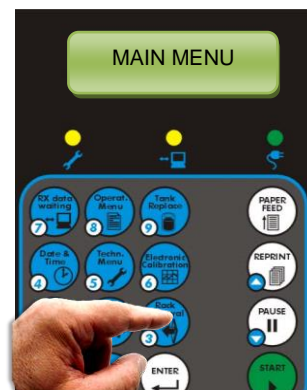 MAIN MENU
RX data
waiting
7
Operat.
Menu
8
Tank
Replace
9
PAPER
FEED
Date &
Time
4
Techn.
Menu
5
Electronic
Calibration
6
REPRINT
Rack
3
PAUSE
ENTER
START